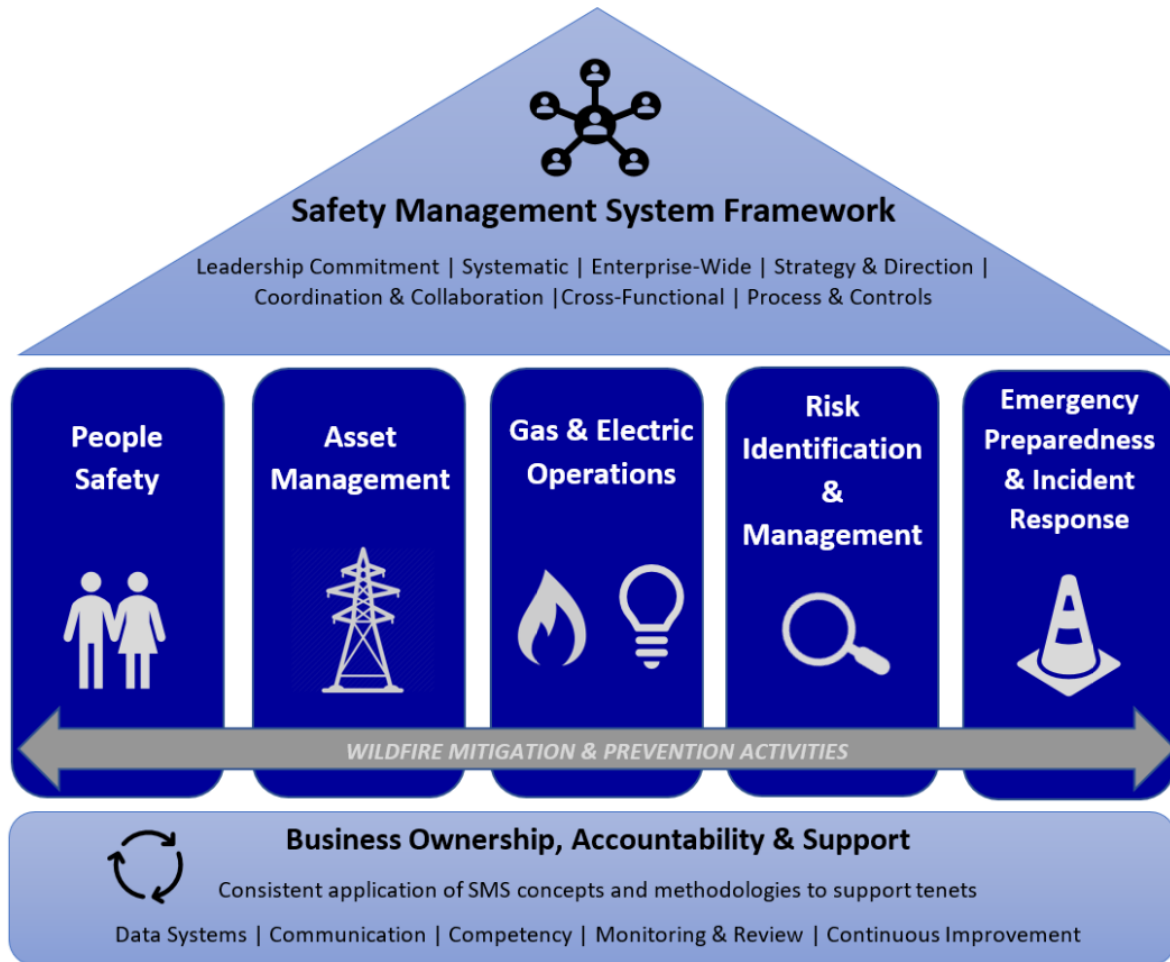 Safety Management System Framework
Leadership Commitment | Systematic | Enterprise-Wide | Strategy & Direction |
Coordination & Collaboration |Cross-Functional | Process & Controls
People
Safety
Asset
Management
Gas & Electric
Operations
Risk
Identification
&
Management
Emergency
Preparedness
& Incident
Response
WILDFIRE MITIGATION & PREVENTION ACTIVITIES
Business Ownership, Accountability & Support
Consistent application of SMS concepts and methodologies to support tenets
Data Systems | Communication | Competency | Monitoring & Review | Continuous Improvement